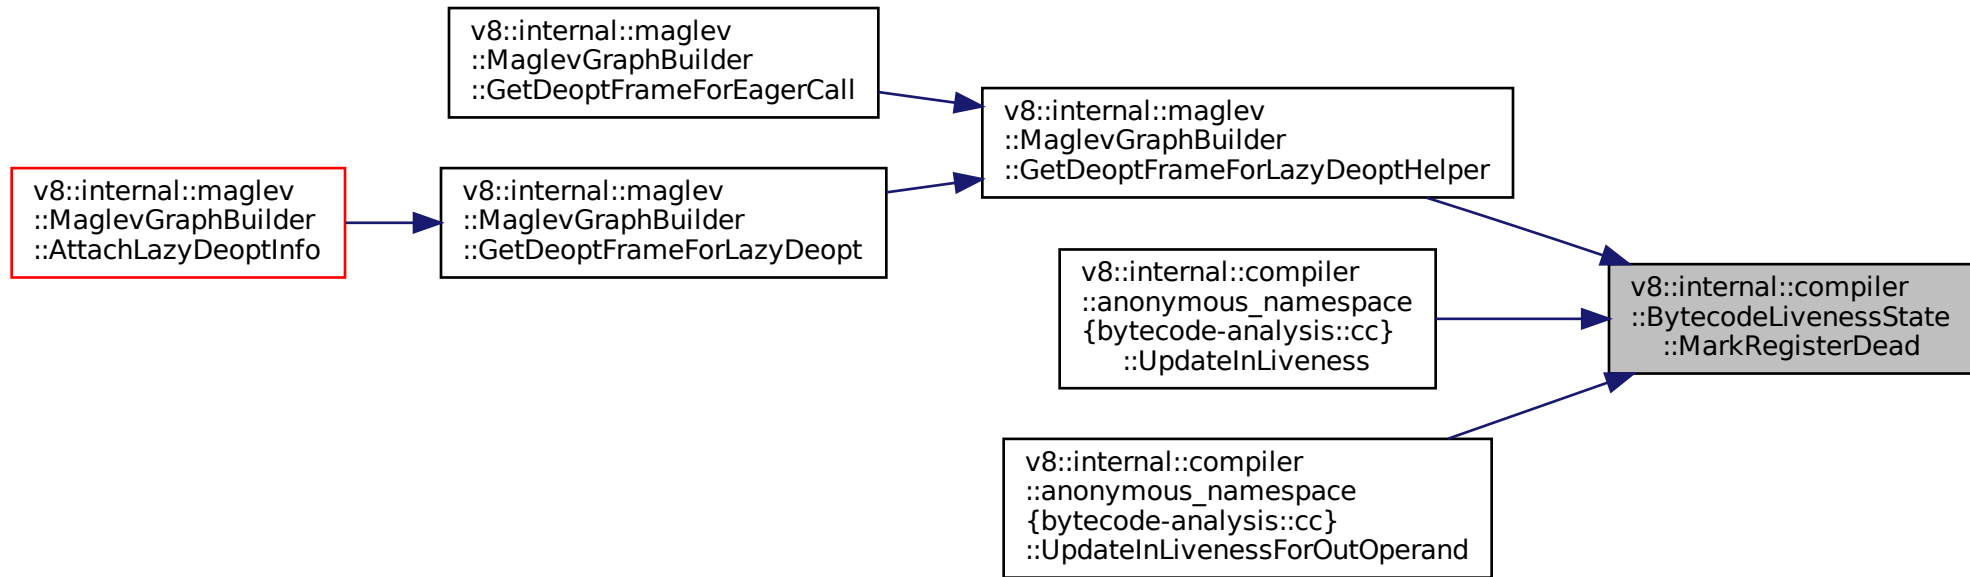 v8::internal::maglev
::MaglevGraphBuilder
::GetDeoptFrameForEagerCall
v8::internal::maglev
::MaglevGraphBuilder
::GetDeoptFrameForLazyDeoptHelper
v8::internal::maglev
::MaglevGraphBuilder
::AttachLazyDeoptInfo
v8::internal::maglev
::MaglevGraphBuilder
::GetDeoptFrameForLazyDeopt
v8::internal::compiler
::anonymous_namespace
{bytecode-analysis::cc}
::UpdateInLiveness
v8::internal::compiler
::BytecodeLivenessState
::MarkRegisterDead
v8::internal::compiler
::anonymous_namespace
{bytecode-analysis::cc}
::UpdateInLivenessForOutOperand